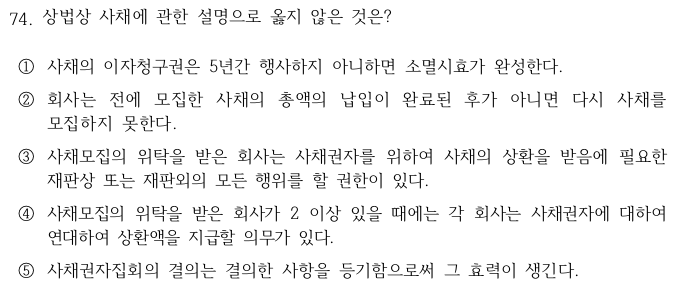 74. 상법상 사채에 관한 설명으로 옳지 않은 것은?
① 사채의 이자청구권은 5년간 행사하지 아니하면 소멸시효가 완성한다.
② 회사는 전에 모집한 사채의 총액의 납입이 완료된 후가 아니면 다시 사채를
모집하지 못한다.
③ 사채모집의 위탁을 받은 회사는 사채권자를 위하여 사채의 상환을 받음에 필요한
재판상 또는 재판외의 모든 행위를 할 권한이 있다.
④ 사채모집의 위탁을 받은 회사가 2 이상 있을 때에는 각 회사는 사채권자에 대하여
연대하여 상환액을 지급할 의무가 있다.
⑤ 사채권자집회의 결의는 결의한 사항을 등기함으로써 그 효력이 생긴다.